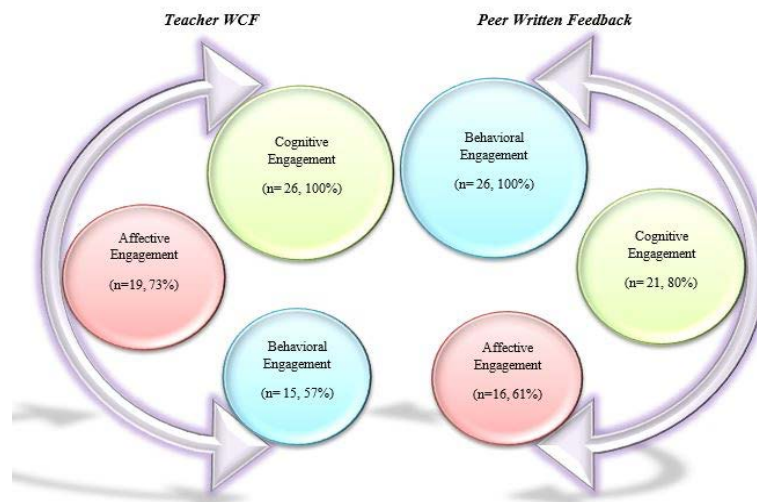 Teacher WCF
Peer Written Feedback
Cognitive
Engagement
(n= 26, 100%)
Affective
Engagement
(n=19, 73%)
Behavioral
Engagement
(n= 15, 57%)
Behavioral
Engagement
(n= 26, 100%)
Cognitive
Engagement
(n= 21, 80%)
Affective
Engagement
(n=16, 61%)